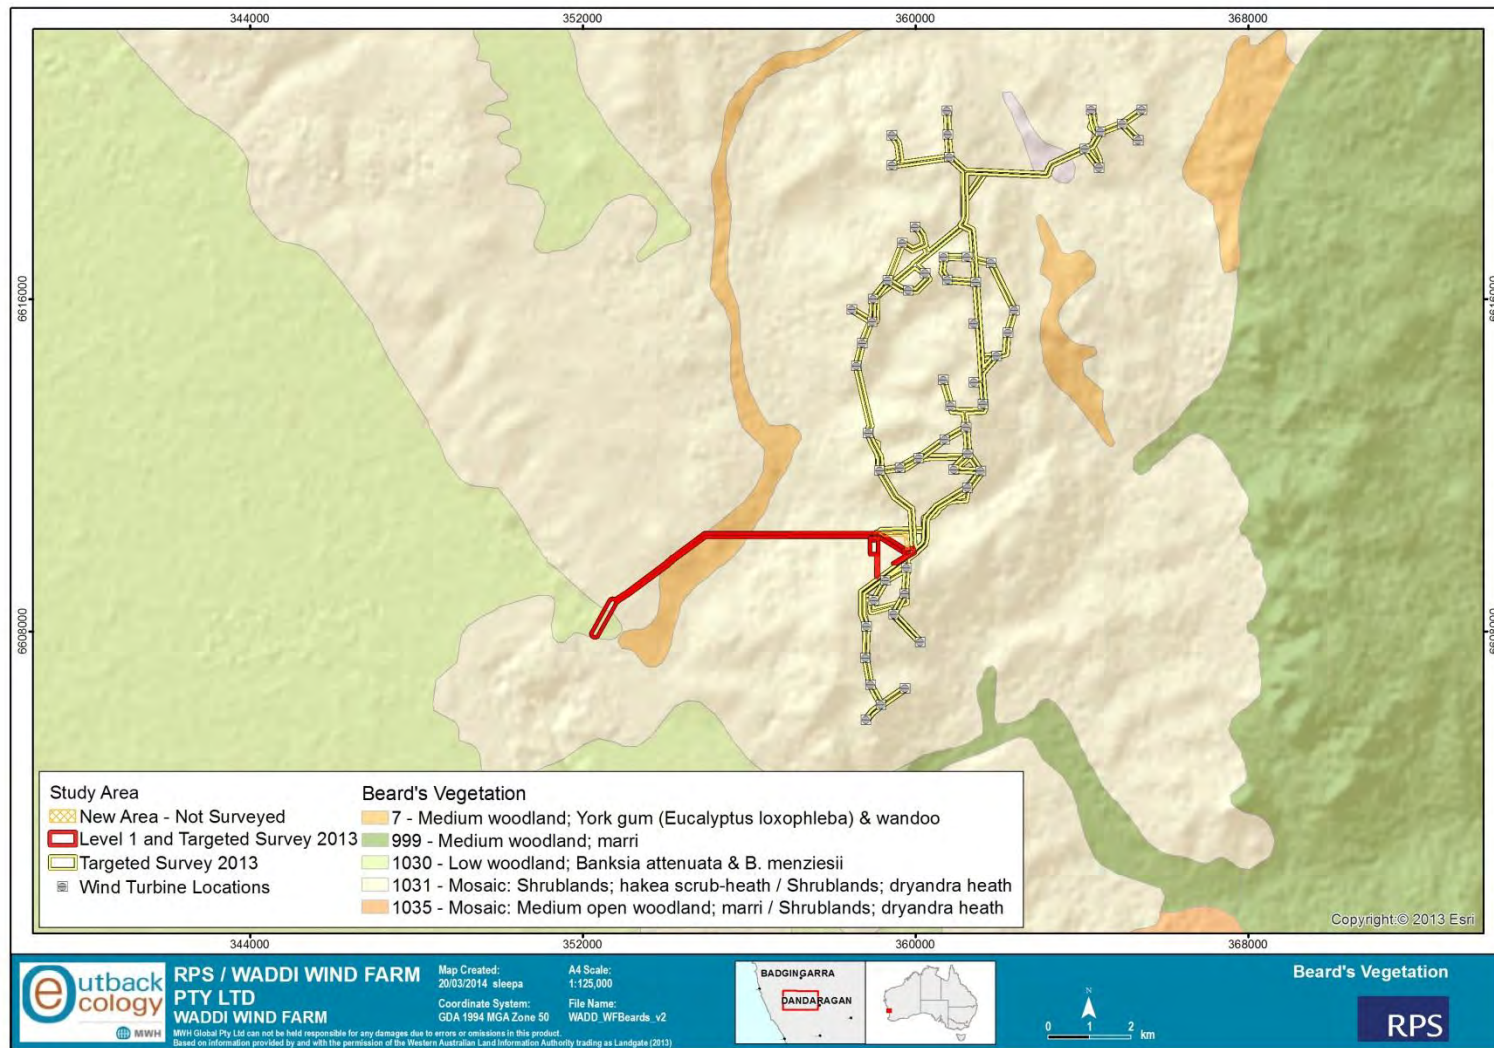 344000 352000 360000 368000
6616000 6616000
6608000 6608000
Study Area
New Area - Not Surveyed
Level 1 and Targeted Survey 2013
Targeted Survey 2013
Wind Turbine Locations
Beard's Vegetation
7 - Medium woodland; York gum (Eucalyptus loxophleba) & wandoo
999 - Medium woodland; marri
1030 - Low woodland; Banksia attenuata & B. menziesii
1031 - Mosaic: Shrublands; hakea scrub-heath / Shrublands; dryandra heath
1035 - Mosaic: Medium open woodland; marri / Shrublands; dryandra heath
Copyright:© 2013 Esri
344000 352000 360000 368000
outback
ecology
MWH
RPS / WADDI WIND FARM
PTY LTD
WADDI WIND FARM
Map Created:
20/03/2014 sleepa
A4 Scale:
1:125,000
Coordinate System:
GDA 1994 MGA Zone 50
File Name:
WADD_WFBeards_v2
MWH Global Pty Ltd can not be held responsible for any damages due to errors or omissions in this product.
Based on information provided by and with the permission of the Western Australian Land Information Authority trading as Landgate (2013)
BADGINGARRA
DANDARAGAN
N
0 1 2
km
Beard's Vegetation
RPS